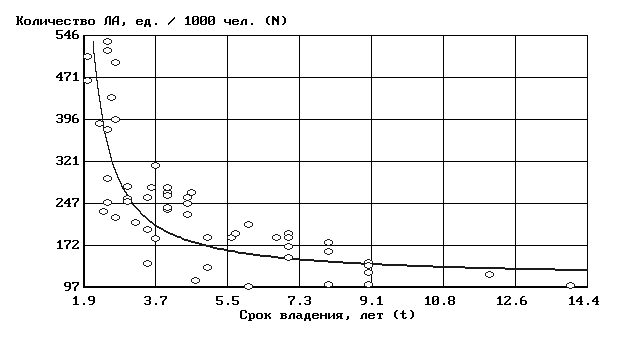 Количество ЛА, ед. / 1000 чел. (N)
546
471
396
321
247
172
97
1.9 3.7 5.5 7.3 9.1 10.8 12.6 14.4
Срок владения, лет (t)